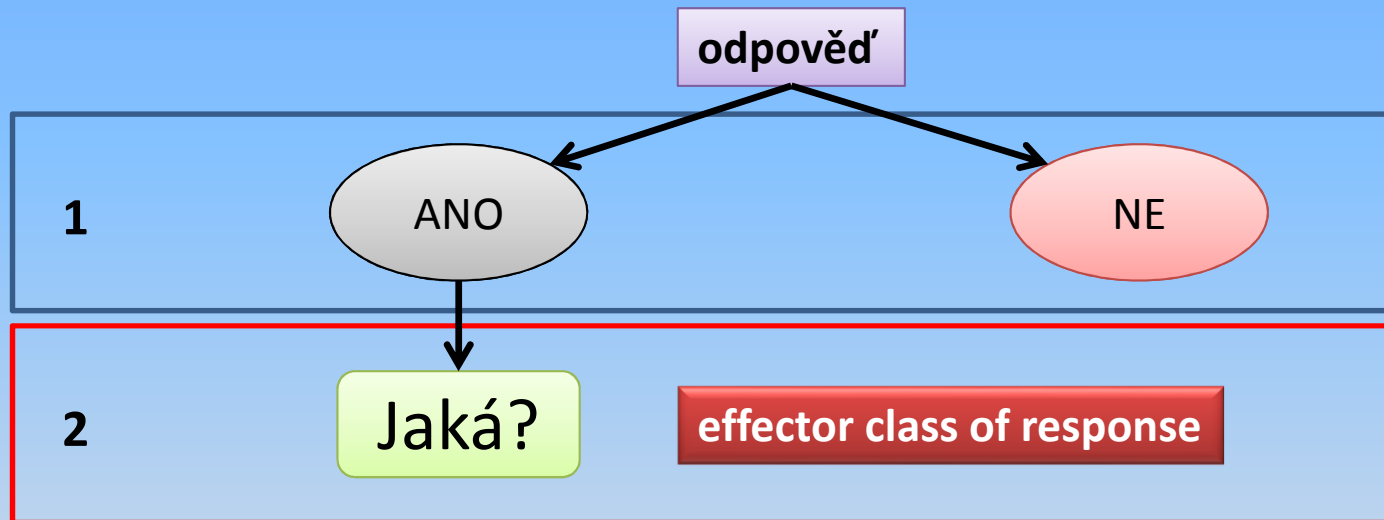 odpověď
1
ANO
NE
2
Jaká?
effector class of response